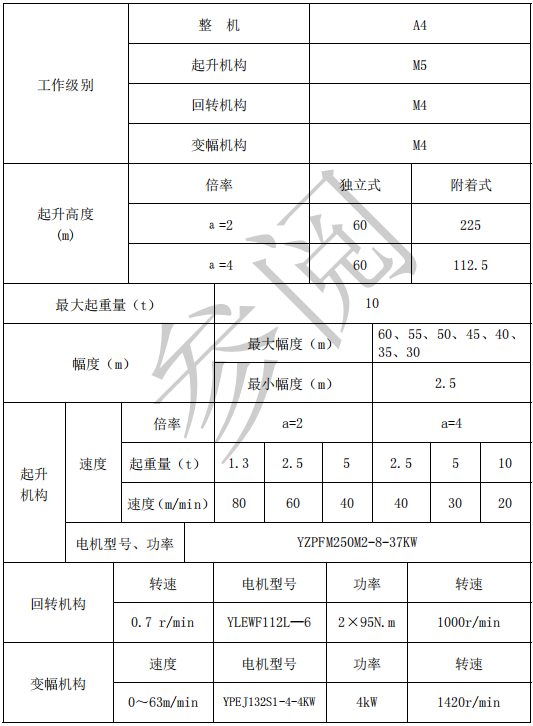 工作级别
整 机 A4
起升机构 M5
回转机构 M4
变幅机构 M4
起升高度
(m)
倍率 独立式 附着式
a=2 60 225
a=4 60 112.5
最大起重量(t) 10
幅度(m)
最大幅度(m) 60、55、50、45、40、
35、30
最小幅度(m) 2.5
起升
机构
速度
倍率 a=2 a=4
起重量(t) 1.3 2.5 5 2.5 5 10
速度(m/min) 80 60 40 40 30 20
电机型号、功率 YZPFM250M2-8-37KW
回转机构
转速 电机型号 功率 转速
0.7 r/min YLEWF112L—6 2×95N.m 1000r/min
变幅机构
速度 电机型号 功率 转速
0~63m/min YPEJ132S1-4-4KW 4kW 1420r/min
参阅